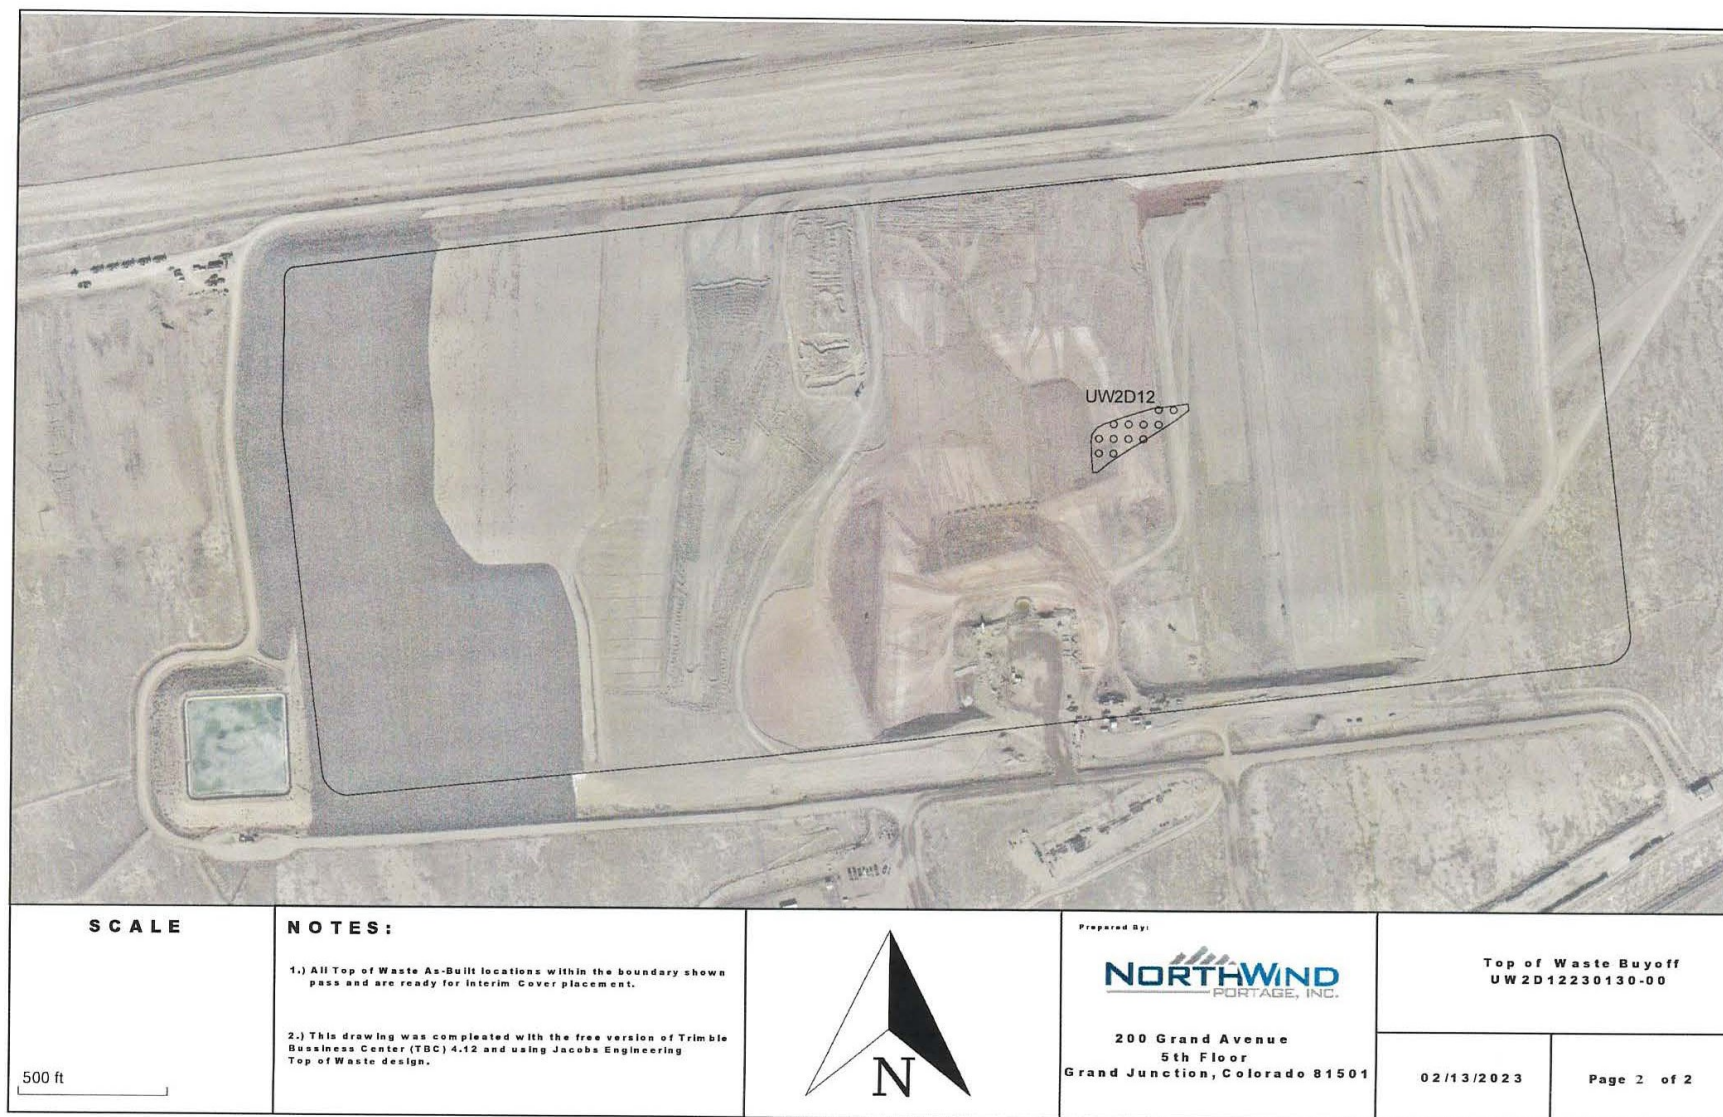 UW2D12
SCALE
500 ft
NOTES:
1.) All Top of Waste As-Built locations within the boundary shown
pass and are ready for Interim Cover placement.
2.) This drawing was compleated with the free version of Trimble
Bussiness Center (TBC) 4.12 and using Jacobs Engineering
Top of Waste design.
N
Prepared By:
NORTHWIND
PORTAGE, INC.
200 Grand Avenue
5th Floor
Grand Junction, Colorado 81501
Top of Waste Buyoff
UW2D12230130-00
02/13/2023
Page 2 of 2